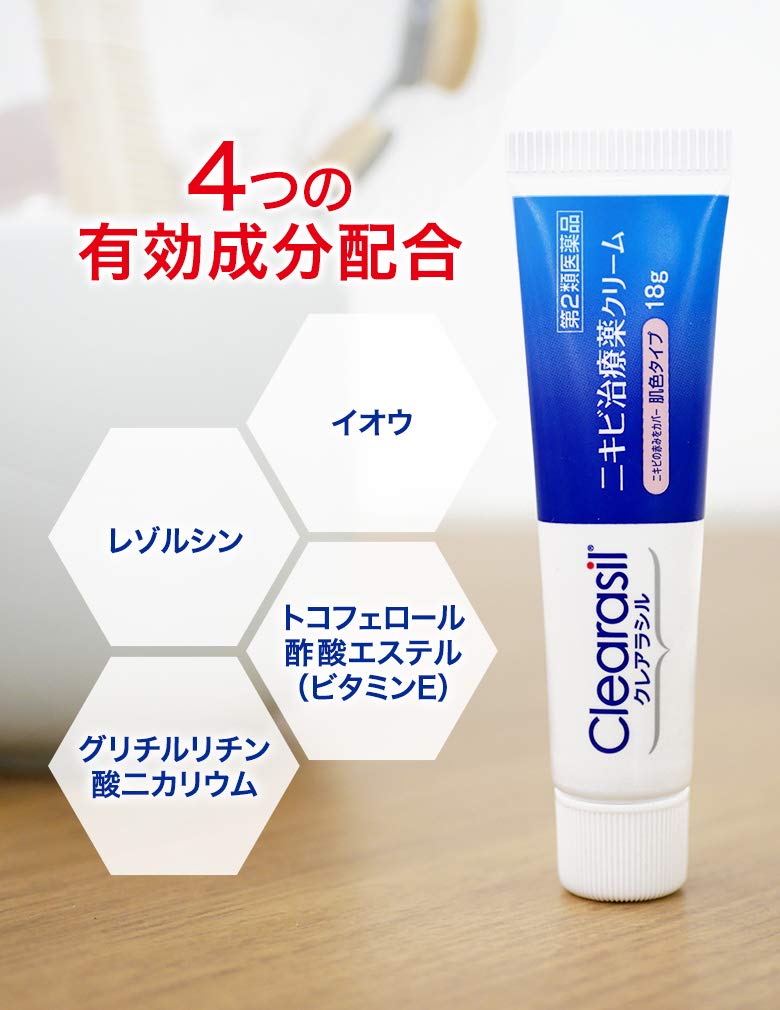 4つの
有効成分配合
イオウ
レゾルシン
トコフェロール
酢酸エステル
（ビタミンE）
グリチルリチン
酸二カリウム
第2類医薬品
ニキビ治療薬クリーム
ニキビの赤みをカバー 肌色タイプ 18g
Clearasil®
クレアラシル